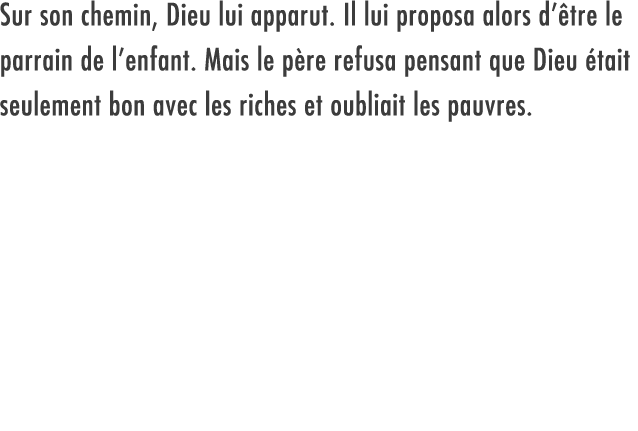 Sur son chemin, Dieu lui apparut. Il lui proposa alors d’être le
parrain de l’enfant. Mais le père refusa pensant que Dieu était
seulement bon avec les riches et oubliait les pauvres.